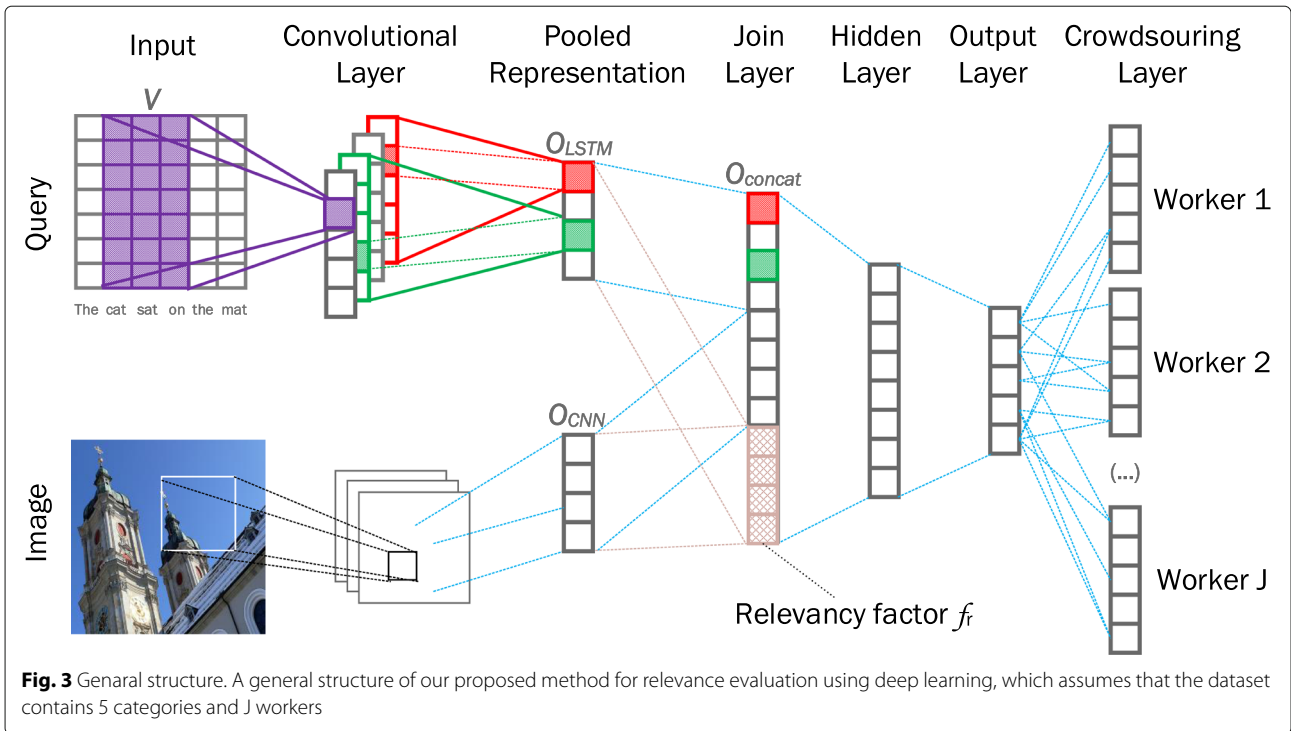 Input
Convolutional
Layer
Pooled
Representation
Join
Layer
Hidden
Layer
Output
Layer
Crowdsouring
Layer
V
Query
The cat sat on the mat
O_LSTM
O_concat
Worker 1
Worker 2
(...)
Worker J
Image
O_CNN
Relevancy factor f_r
Fig. 3 Genaral structure. A general structure of our proposed method for relevance evaluation using deep learning, which assumes that the dataset
contains 5 categories and J workers